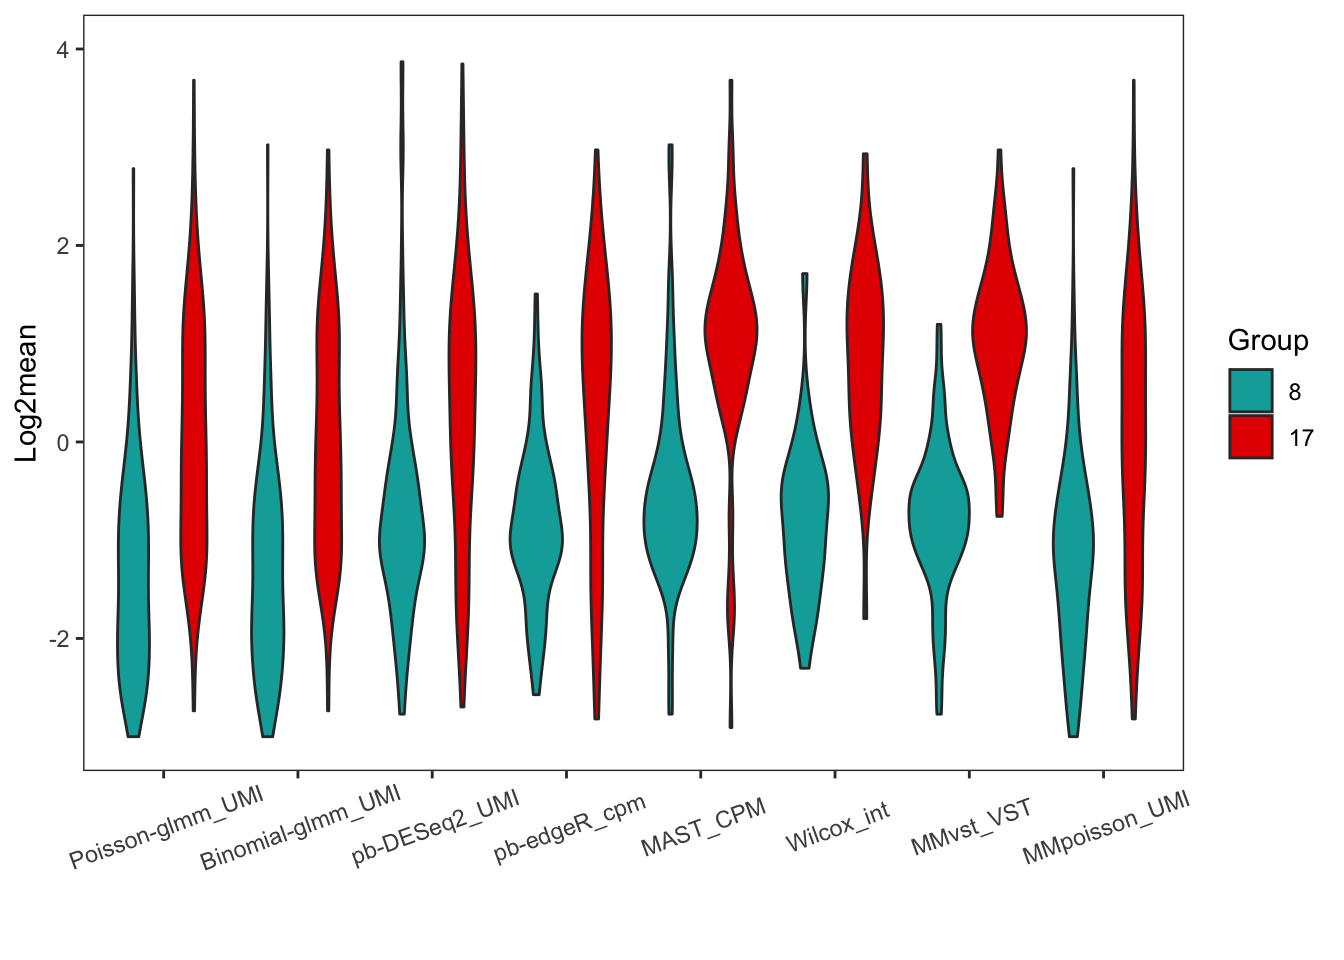 4
2
0
-2
Log2mean
Poisson-glmm_UMI
Binomial-glmm_UMI
pb-DESeq2_UMI
pb-edgeR_cpm
MAST_CPM
Wilcox_int
MMvst_VST
MMpoisson_UMI
Group
8
17